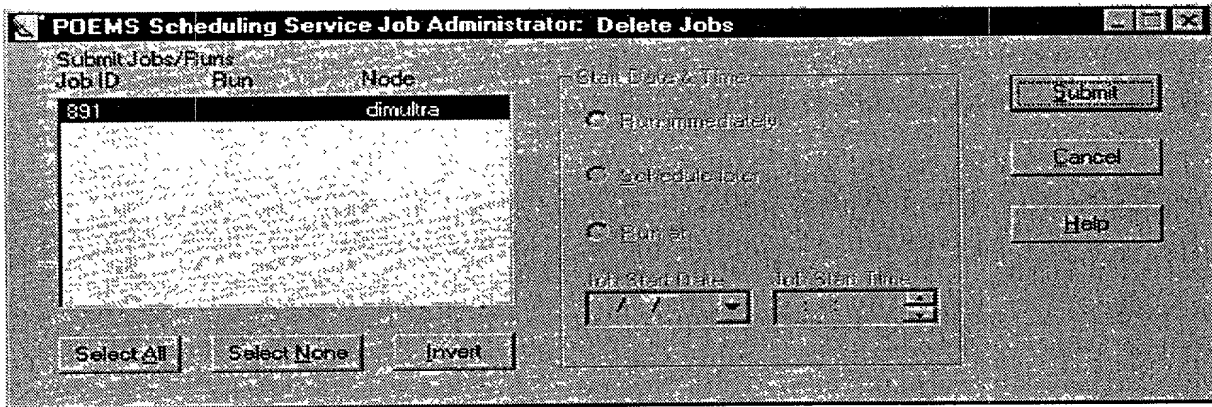 POEMS Scheduling Service Job Administrator: Delete Jobs
Submit Jobs/Runs
Job ID Run Node
891 dimultra
Start Date & Time
Run immediately
Schedule later
Run at
Job Start Date Job Start Time
/ / : :
Select All Select None Invert
Submit
Cancel
Help